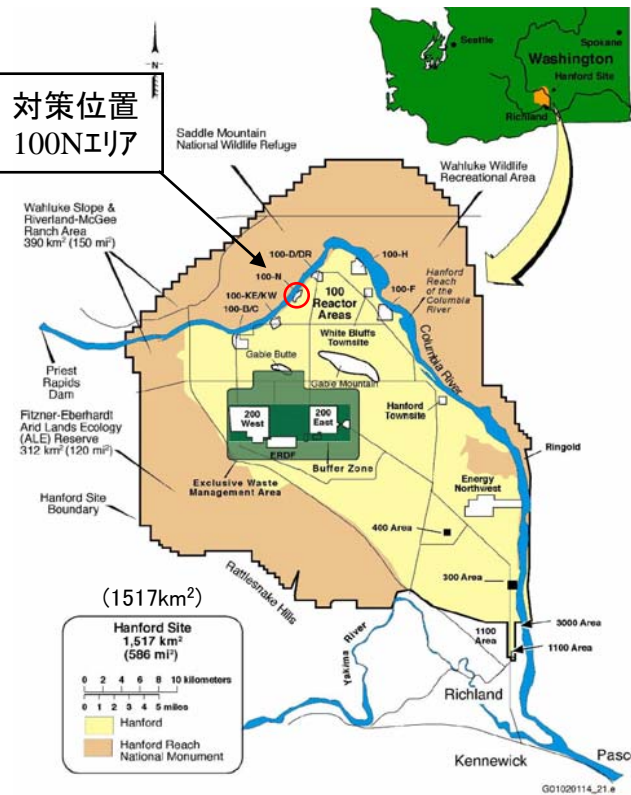 Seattle
Spokane
Washington
Hanford Site
Richland
N
対策位置
100Nエリア
Saddle Mountain
National Wildlife Refuge
Wahluke Wildlife
Recreational Area
Wahluke Slope &
Riverland-McGee
Ranch Area
390 km² (150 mi²)
100-D/DR
100-H
100-N
100-KE/KW
100-B/C
100-F
100
Reactor
Areas
Hanford
Reach
of the
Columbia
River
White Bluffs
Townsite
Columbia River
Gable Butte
Gable Mountain
Priest
Rapids
Dam
Fitzner-Eberhardt
Arid Lands Ecology
(ALE) Reserve
312 km² (120 mi²)
200
West
200
East
ERDF
Buffer Zone
Exclusive Waste
Management Area
Hanford
Townsite
Ringold
Energy
Northwest
Hanford Site
Boundary
400 Area
300 Area
Rattlesnake Hills
(1517km²)
Hanford Site
1,517 km²
(586 mi²)
0 2 4 6 8 10 kilometers
0 1 2 3 4 5 miles
Hanford
Hanford Reach
National Monument
Yakima River
1100
Area
3000 Area
1100 Area
Richland
Kennewick
Pasc
G01020114_21.e